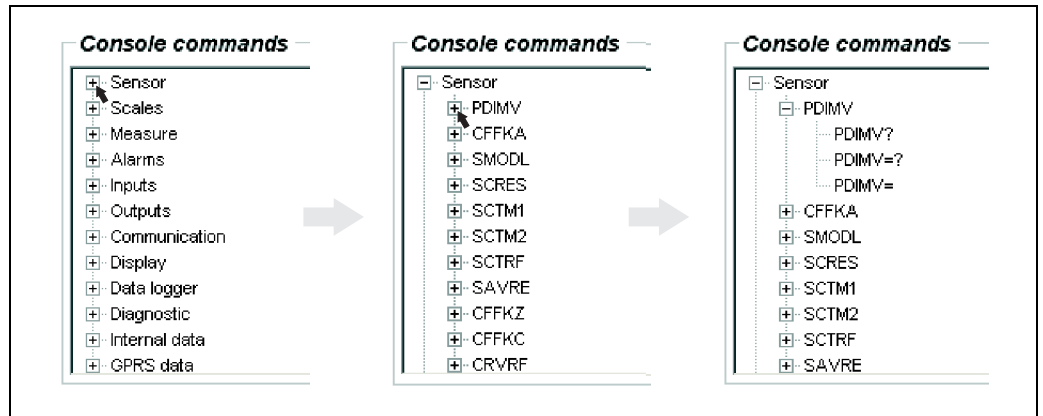 Console commands
Sensor
Scales
Measure
Alarms
Inputs
Outputs
Communication
Display
Data logger
Diagnostic
Internal data
GPRS data
Console commands
Sensor
PDIMV
CFFKA
SMODL
SCRES
SCTM1
SCTM2
SCTRF
SAVRE
CFFKZ
CFFKC
CRVRF
Console commands
Sensor
PDIMV
PDIMV?
PDIMV=?
PDIMV=
CFFKA
SMODL
SCRES
SCTM1
SCTM2
SCTRF
SAVRE